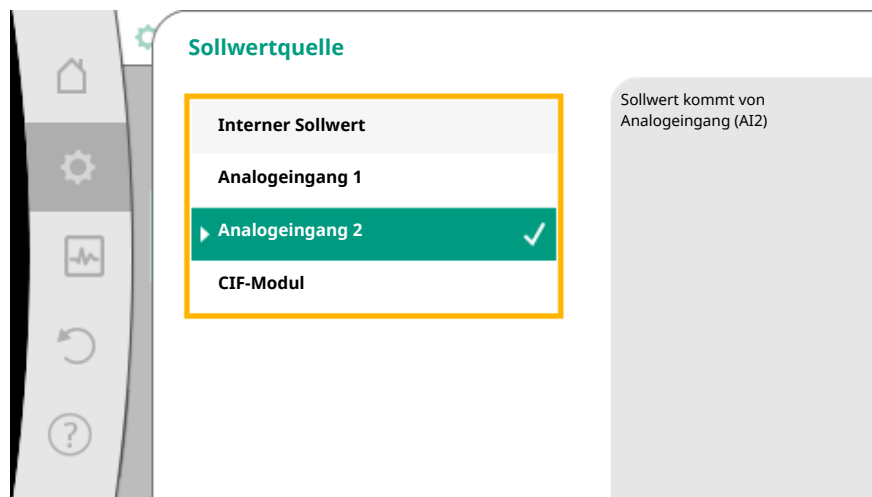 Sollwertquelle
Interner Sollwert
Analogeingang 1
Analogeingang 2
CIF-Modul
Sollwert kommt von
Analogeingang (AI2)
?